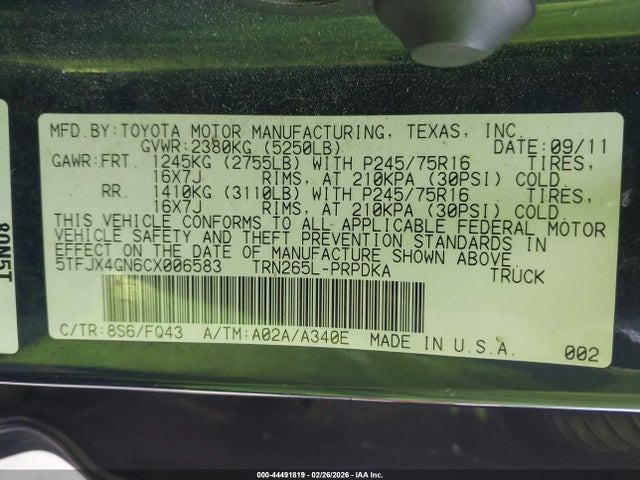 MFD.BY:TOYOTA MOTOR MANUFACTURING, TEXAS, INC.
GVWR:2380KG (5250LB) DATE:09/11
GAWR:FRT. 1245KG (2755LB) WITH P245/75R16 TIRES,
16X7J RIMS, AT 210KPA (30PSI) COLD.
RR. 1410KG (3110LB) WITH P245/75R16 TIRES,
16X7J RIMS, AT 210KPA (30PSI) COLD.
THIS VEHICLE CONFORMS TO ALL APPLICABLE FEDERAL MOTOR
VEHICLE SAFETY AND THEFT PREVENTION STANDARDS IN
EFFECT ON THE DATE OF MANUFACTURE SHOWN ABOVE.
5TFJX4GN6CX006583 TRN265L-PRPDKA TRUCK
C/TR:8S6/FQ43 A/TM:A02A/A340E MADE IN U.S.A. 002
000-44491819 02/26/2026 - IAA Inc.